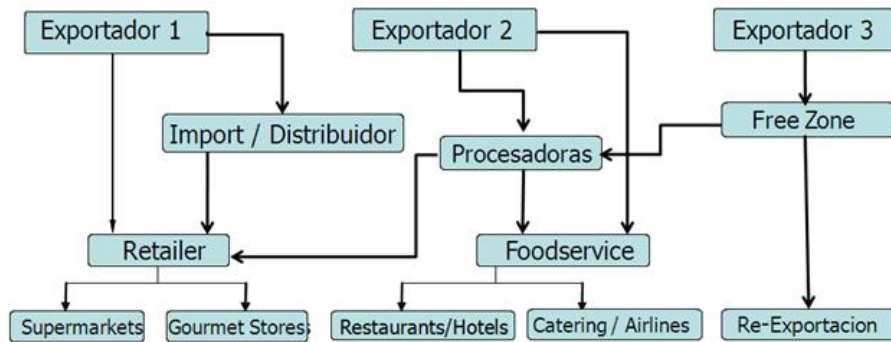 Exportador 1
Exportador 2
Exportador 3
Import / Distribuidor
Procesadoras
Free Zone
Retailer
Foodservice
Supermarkets
Gourmet Stores
Restaurants/Hotels
Catering / Airlines
Re-Exportacion